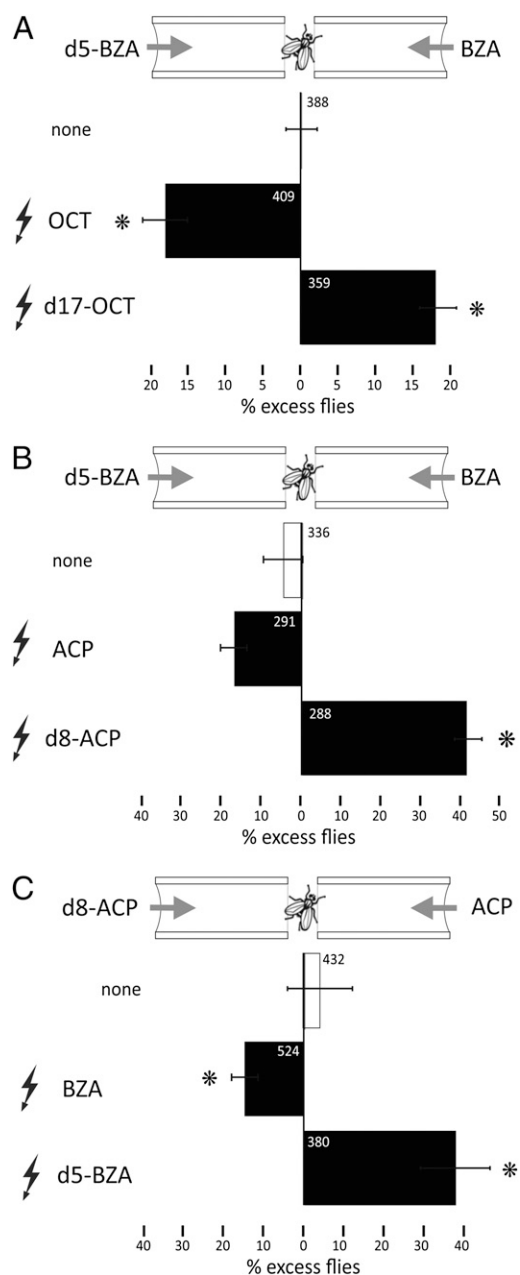 A
d5-BZA BZA
388
none
409
OCT *
359
d17-OCT *
20 15 10 5 0 5 10 15 20
% excess flies
B
d5-BZA BZA
336
none
291
ACP
288
d8-ACP *
40 30 20 10 0 10 20 30 40 50
% excess flies
C
d8-ACP ACP
432
none
524
BZA *
380
d5-BZA *
40 30 20 10 0 10 20 30 40
% excess flies